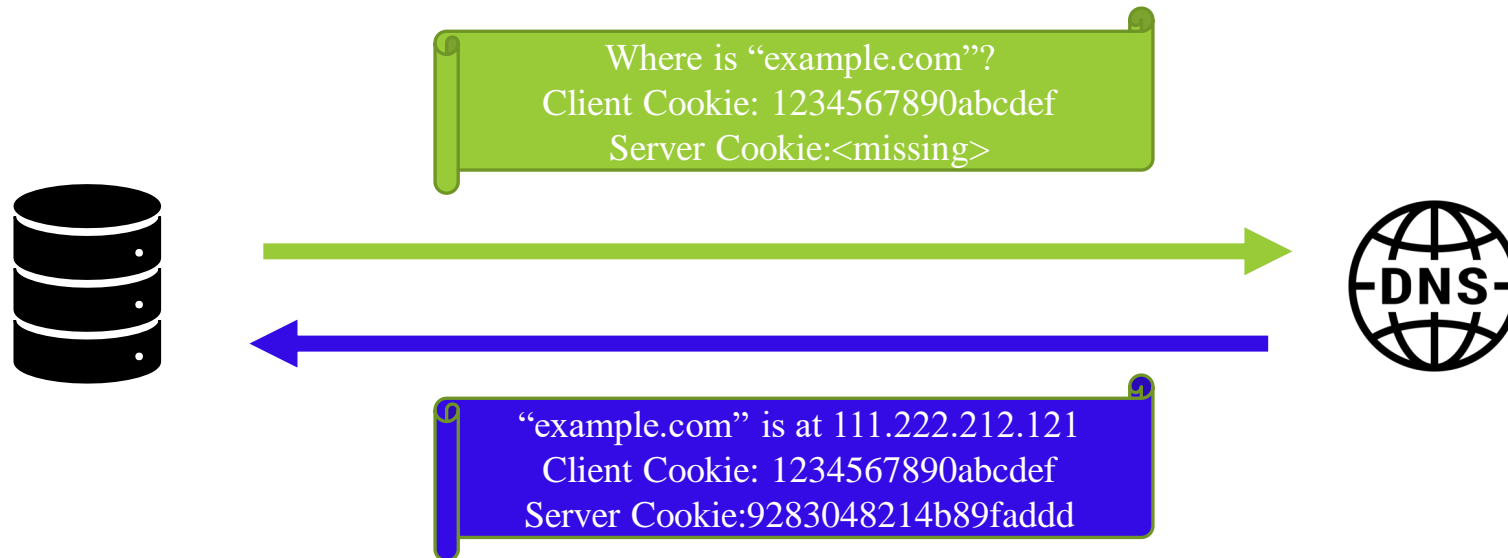 Where is “example.com”?
Client Cookie: 1234567890abcdef
Server Cookie:<missing>
DNS
“example.com” is at 111.222.212.121
Client Cookie: 1234567890abcdef
Server Cookie:9283048214b89faddd